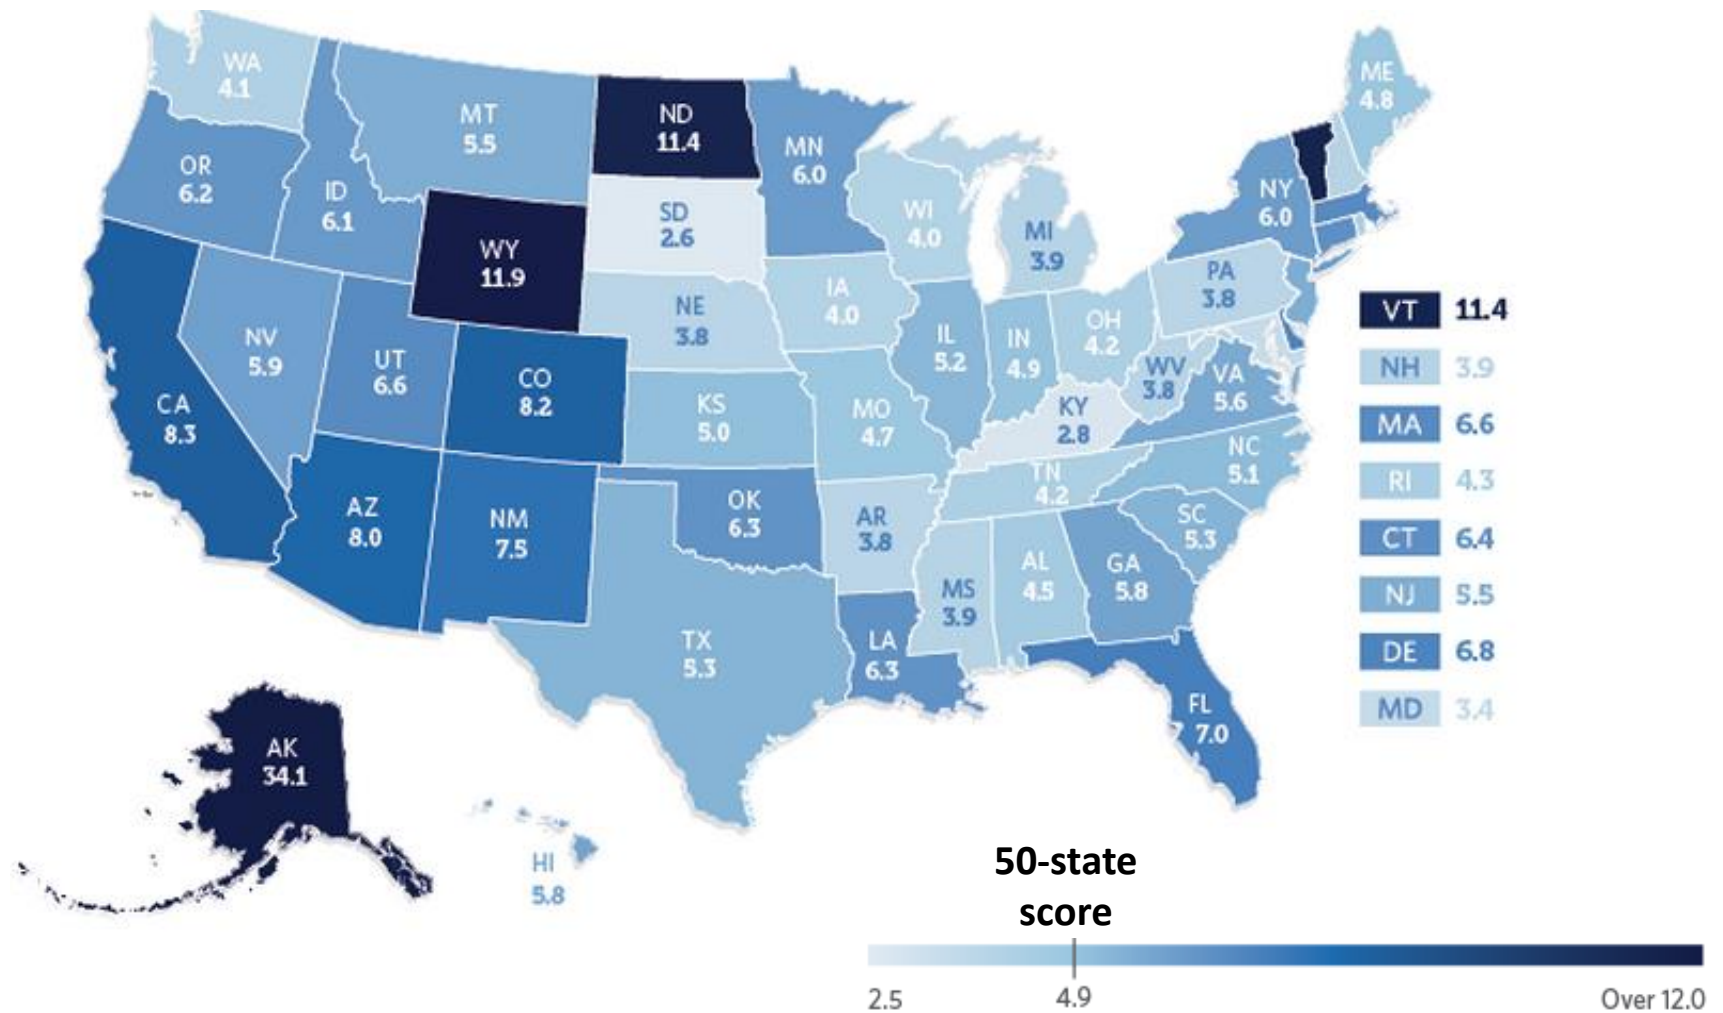 WA
4.1
OR
6.2
CA
8.3
ID
6.1
NV
5.9
MT
5.5
WY
11.9
UT
6.6
AZ
8.0
CO
8.2
NM
7.5
ND
11.4
SD
2.6
NE
3.8
KS
5.0
OK
6.3
TX
5.3
MN
6.0
IA
4.0
MO
4.7
AR
3.8
LA
6.3
WI
4.0
IL
5.2
MS
3.9
MI
3.9
IN
4.9
OH
4.2
KY
2.8
TN
4.2
AL
4.5
GA
5.8
FL
7.0
SC
5.3
NC
5.1
VA
5.6
WV
3.8
PA
3.8
NY
6.0
ME
4.8
VT 11.4
NH 3.9
MA 6.6
RI 4.3
CT 6.4
NJ 5.5
DE 6.8
MD 3.4
AK
34.1
HI
5.8
50-state
score
2.5 4.9 Over 12.0